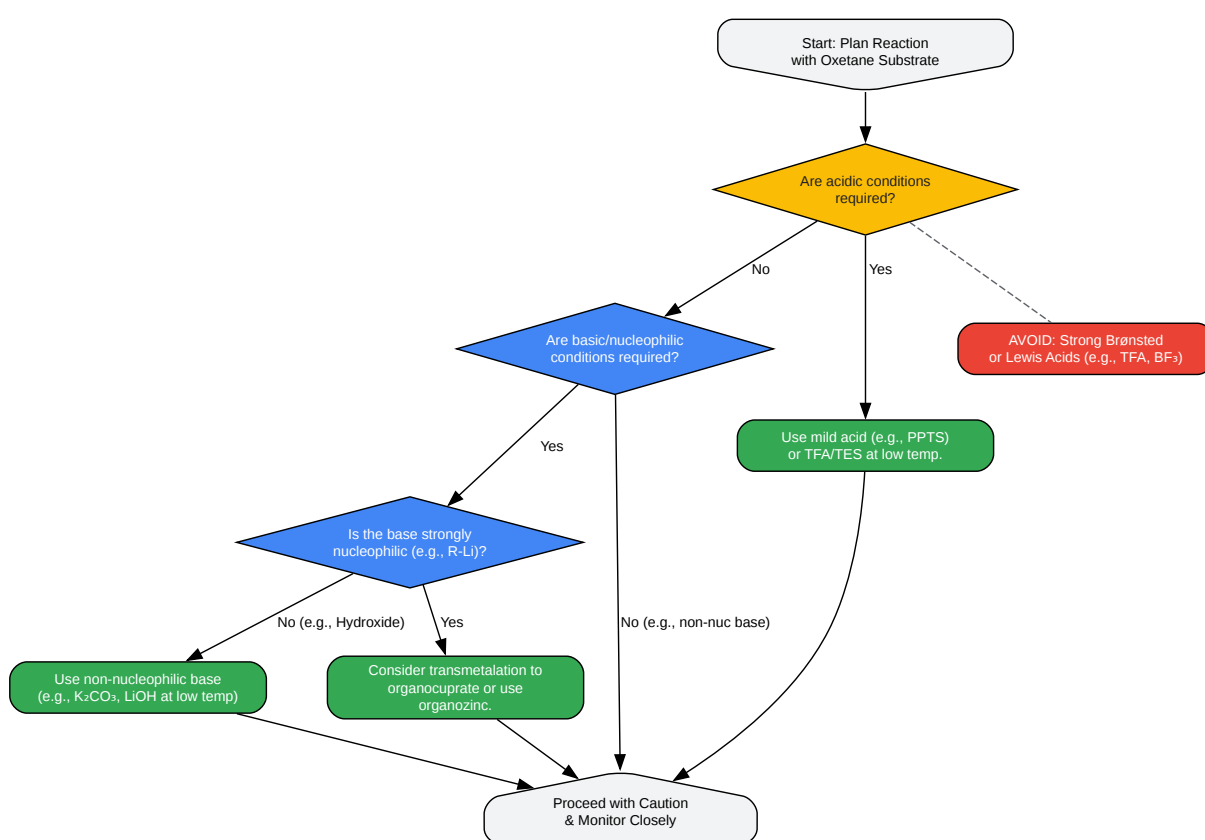 Start: Plan Reaction
with Oxetane Substrate
Are acidic conditions
required?
No
Yes
Are basic/nucleophilic
conditions required?
AVOID: Strong Brønsted
or Lewis Acids (e.g., TFA, BF₃)
Use mild acid (e.g., PPTS)
or TFA/TES at low temp.
Yes
Is the base strongly
nucleophilic (e.g., R-Li)?
No (e.g., Hydroxide)
Yes
No (e.g., non-nuc base)
Use non-nucleophilic base
(e.g., K₂CO₃, LiOH at low temp)
Consider transmetalation to
organocuprate or use
organozinc.
Proceed with Caution
& Monitor Closely